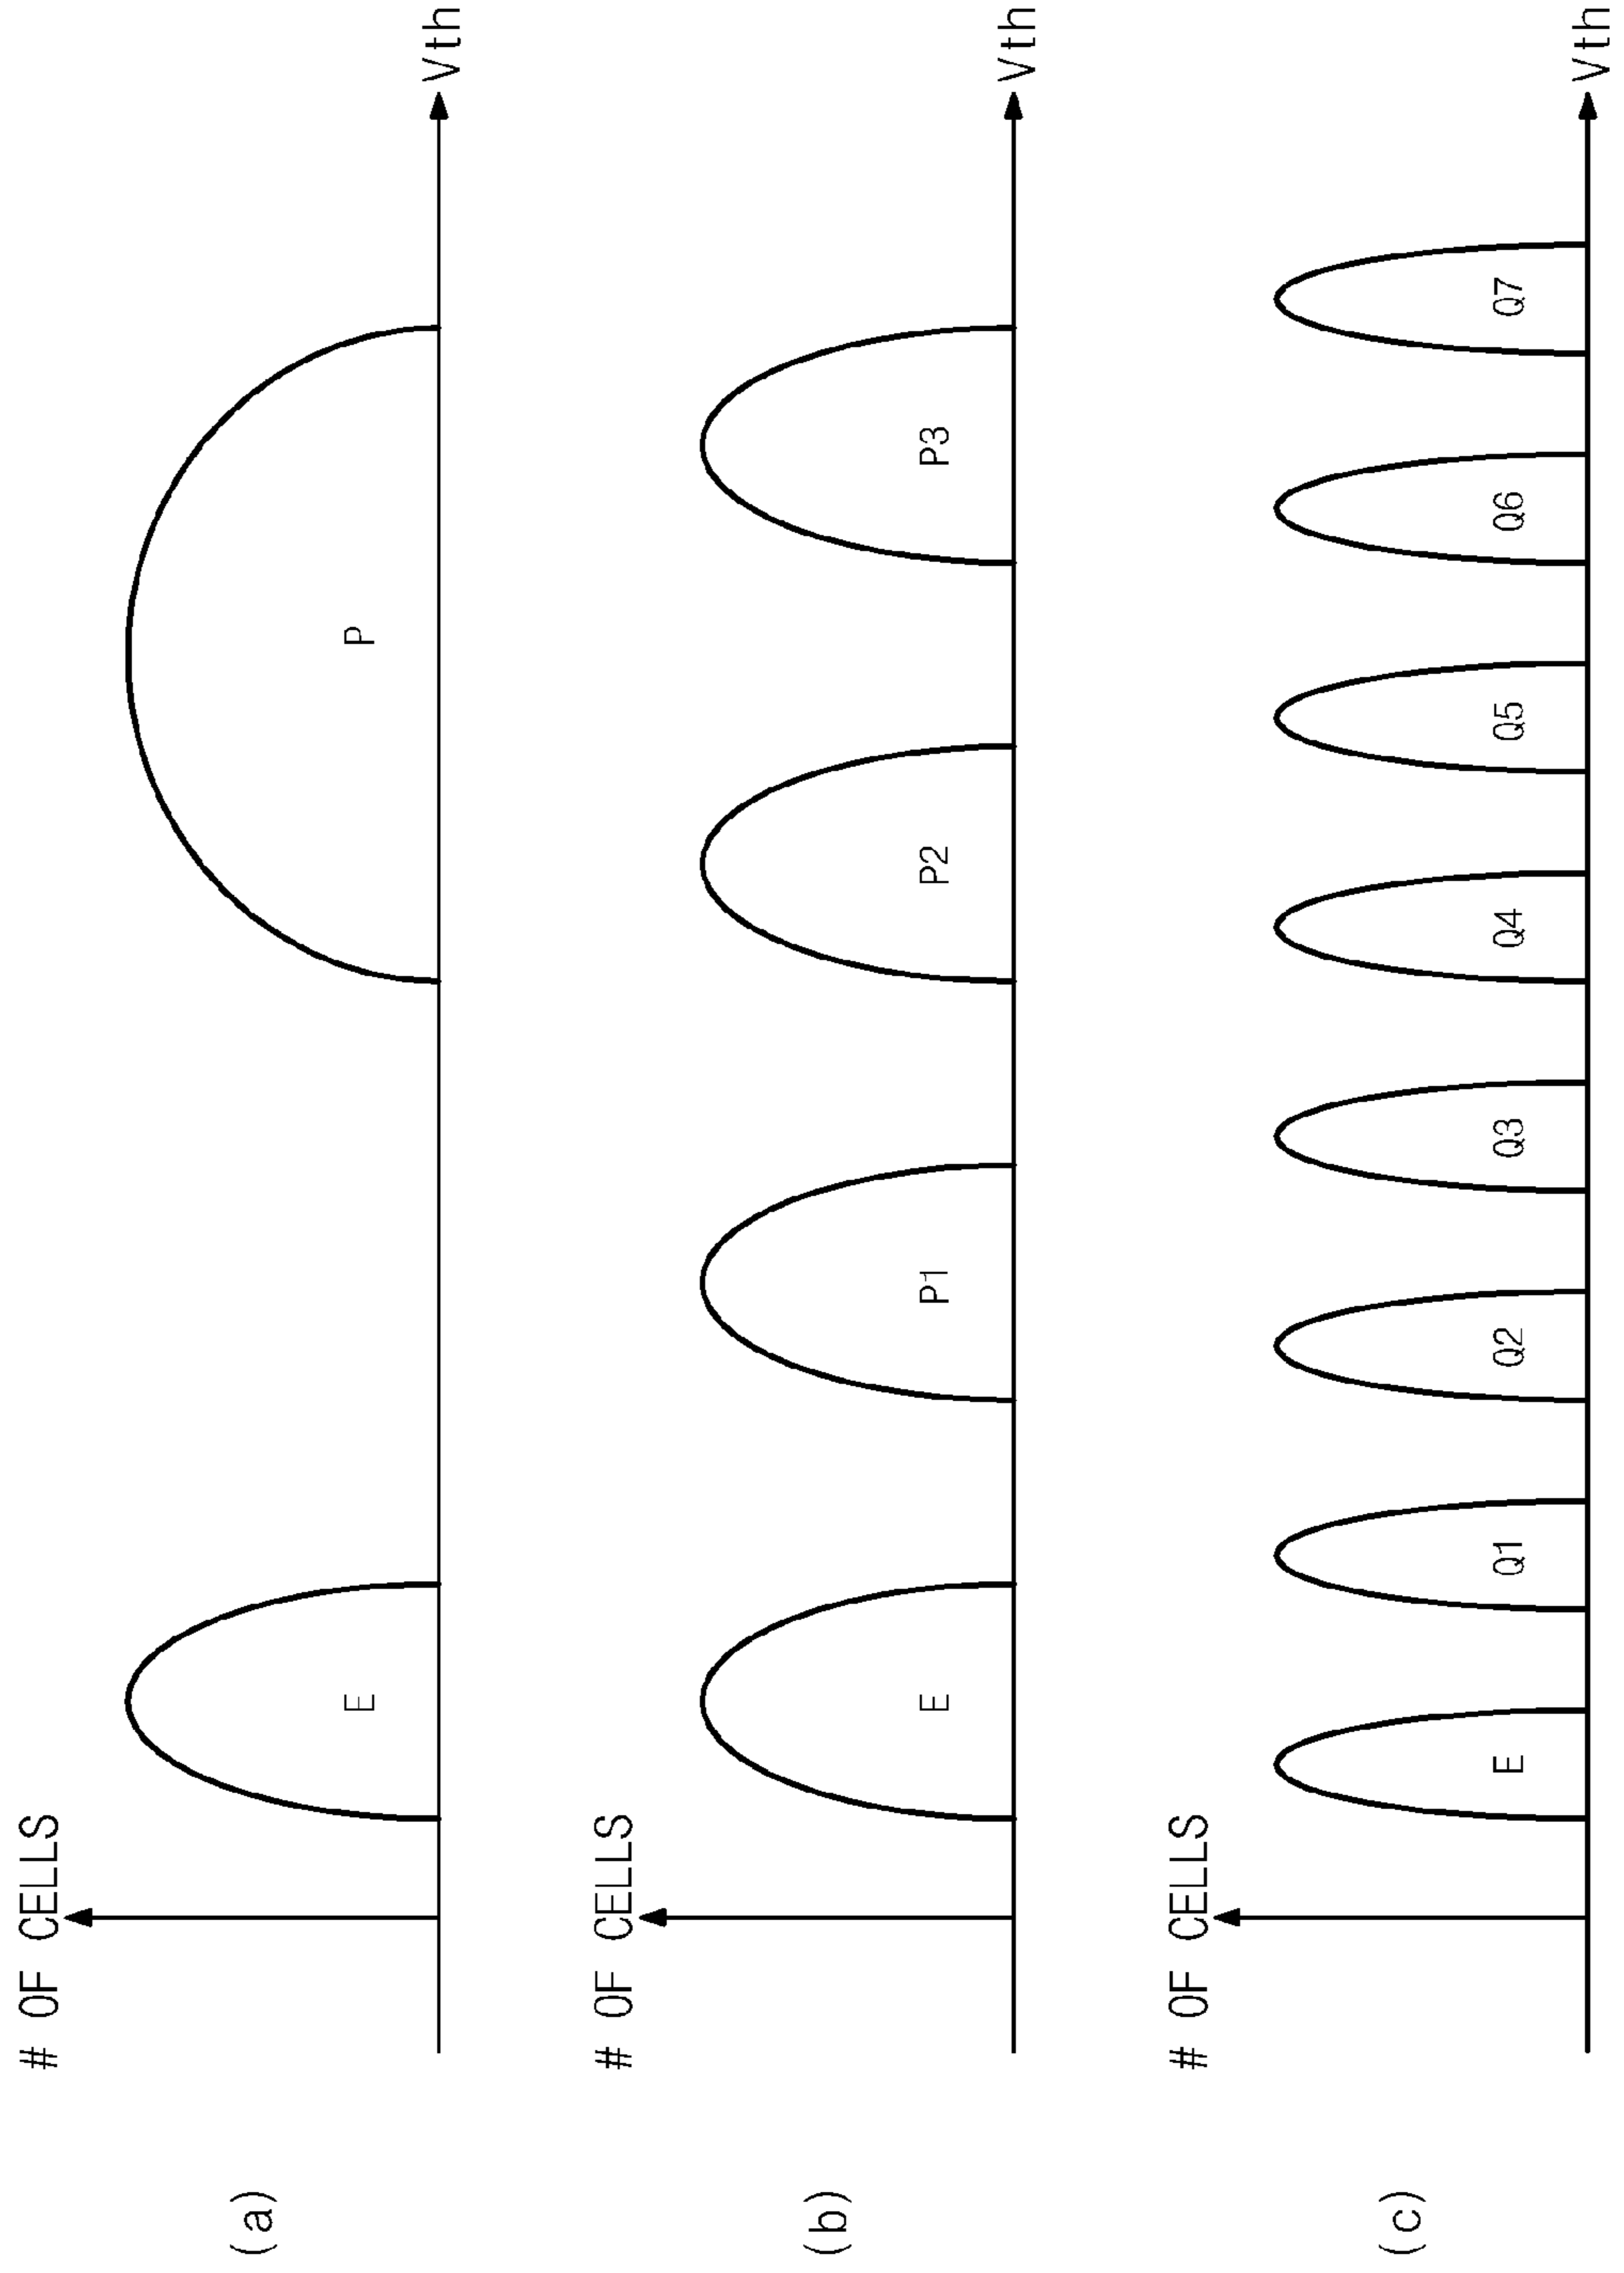 # OF CELLS
(a)
E
P
Vth
# OF CELLS
(b)
E
P1
P2
P3
Vth
# OF CELLS
(c)
E
Q1
Q2
Q3
Q4
Q5
Q6
Q7
Vth